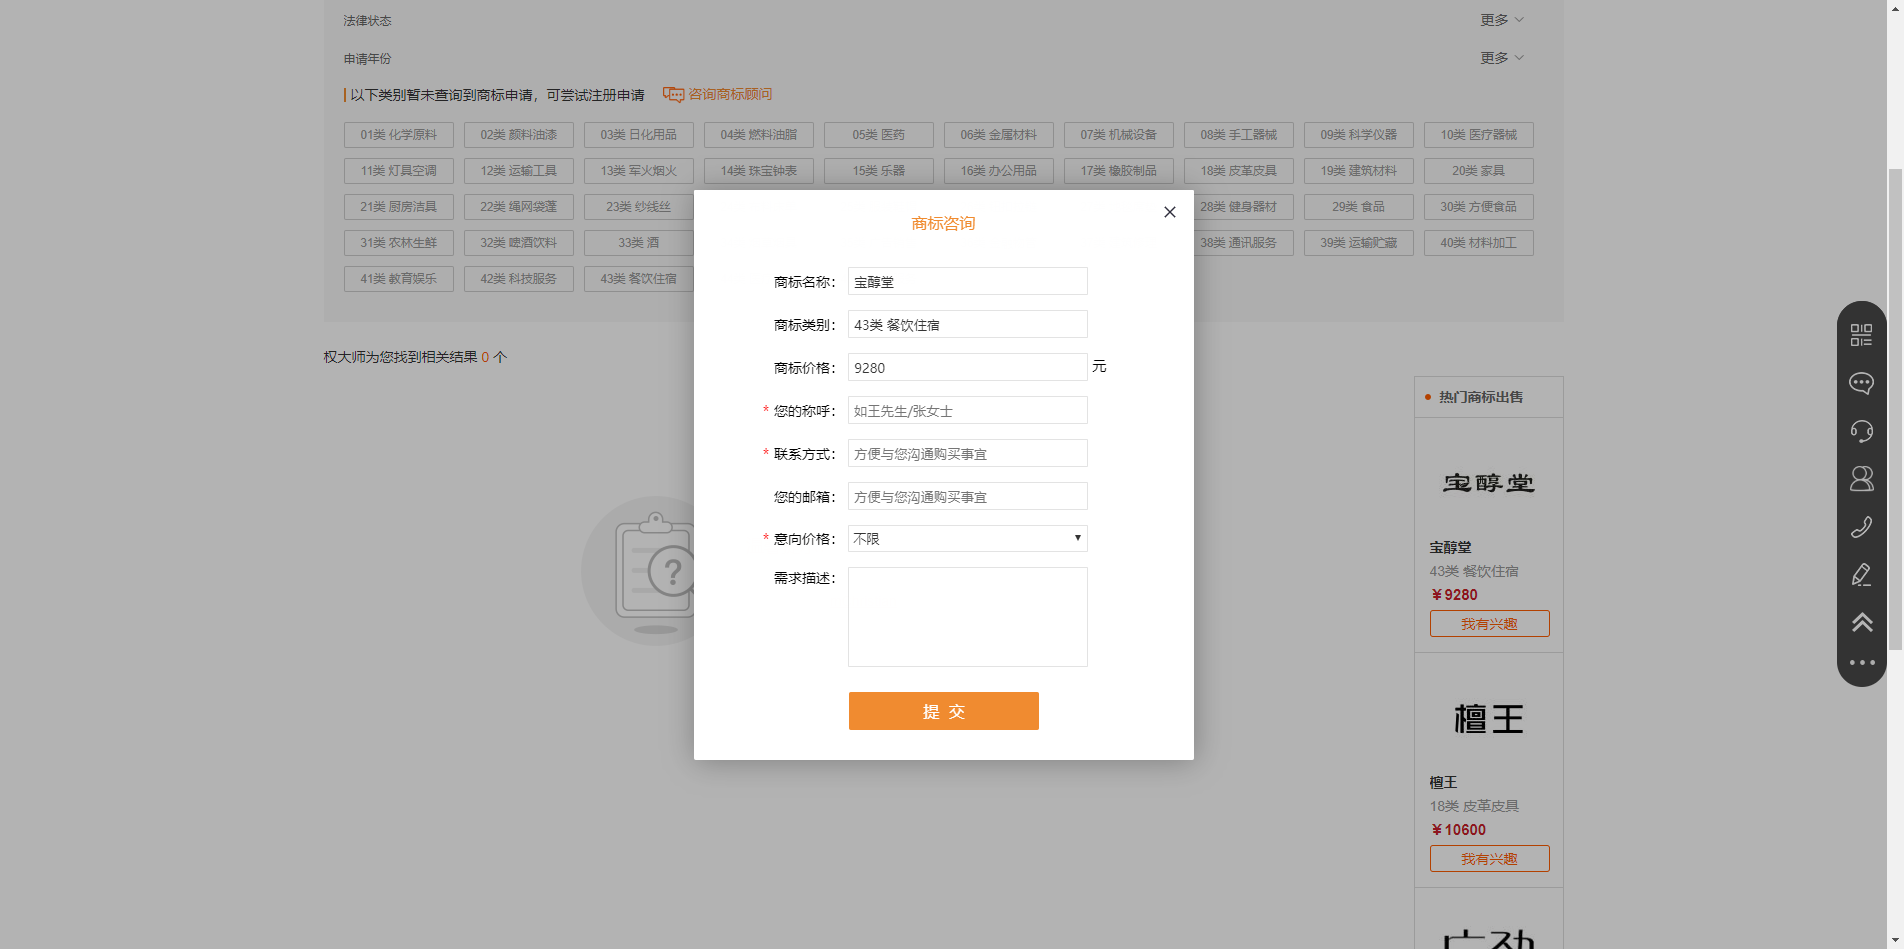 法律状态 更多
申请年份 更多
以下类别暂未查询到商标申请，可尝试注册申请 咨询商标顾问
01类 化学原料 02类 颜料油漆 03类 日化用品 04类 燃料油脂 05类 医药 06类 金属材料 07类 机械设备 08类 手工器械 09类 科学仪器 10类 医疗器械
11类 灯具空调 12类 运输工具 13类 军火烟火 14类 珠宝钟表 15类 乐器 16类 办公用品 17类 橡胶制品 18类 皮革皮具 19类 建筑材料 20类 家具
21类 厨房洁具 22类 绳网袋篷 23类 纱线丝 28类 健身器材 29类 食品 30类 方便食品
31类 农林生鲜 32类 啤酒饮料 33类 酒 38类 通讯服务 39类 运输贮藏 40类 材料加工
41类 教育娱乐 42类 科技服务 43类 餐饮住宿
权大师为您找到相关结果 0 个
商标咨询
商标名称： 宝醇堂
商标类别： 43类 餐饮住宿
商标价格： 9280 元
* 您的称呼： 如王先生/张女士
* 联系方式： 方便与您沟通购买事宜
您的邮箱： 方便与您沟通购买事宜
* 意向价格： 不限
需求描述：
提 交
热门商标出售
宝醇堂
宝醇堂
43类 餐饮住宿
￥9280
我有兴趣
檀王
檀王
18类 皮革皮具
￥10600
我有兴趣